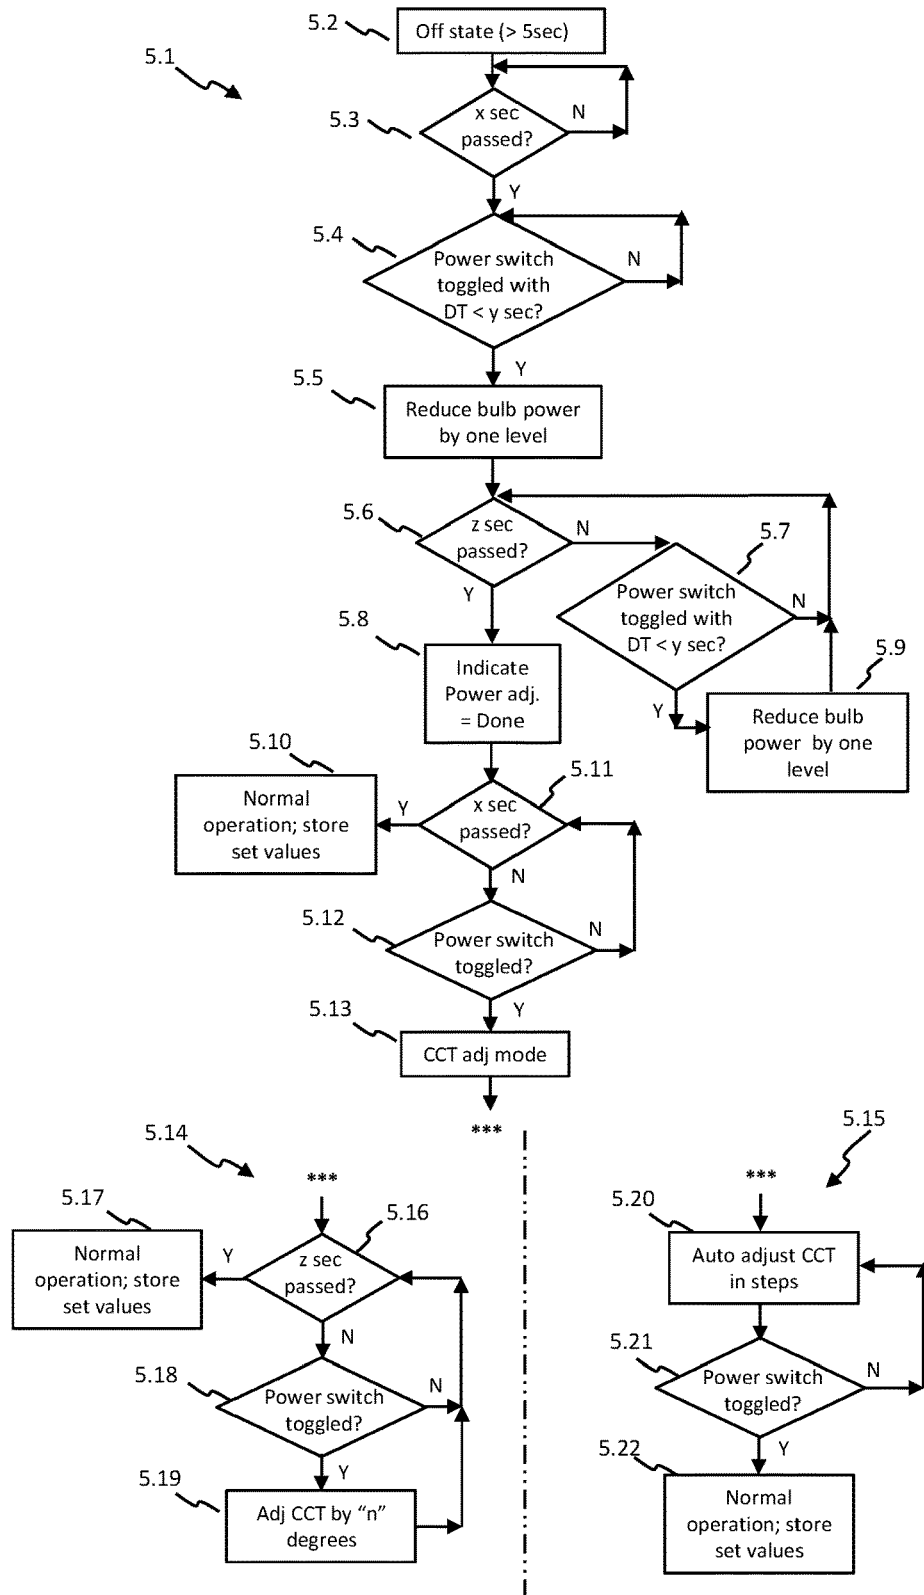 5.2
Off state (> 5sec)
5.1
5.3
x sec
passed?
N
Y
5.4
Power switch
toggled with
DT < y sec?
N
Y
5.5
Reduce bulb power
by one level
5.6
z sec
passed?
N
Y
5.7
Power switch
toggled with
DT < y sec?
N
Y
5.8
Indicate
Power adj.
= Done
5.9
Reduce bulb
power by one
level
5.10
Normal
operation; store
set values
Y
5.11
x sec
passed?
N
5.12
Power switch
toggled?
N
Y
5.13
CCT adj mode
***
5.14
***
5.17
Normal
operation; store
set values
Y
5.16
z sec
passed?
N
5.18
Power switch
toggled?
N
Y
5.19
Adj CCT by “n”
degrees
5.15
***
5.20
Auto adjust CCT
in steps
5.21
Power switch
toggled?
N
Y
5.22
Normal
operation; store
set values